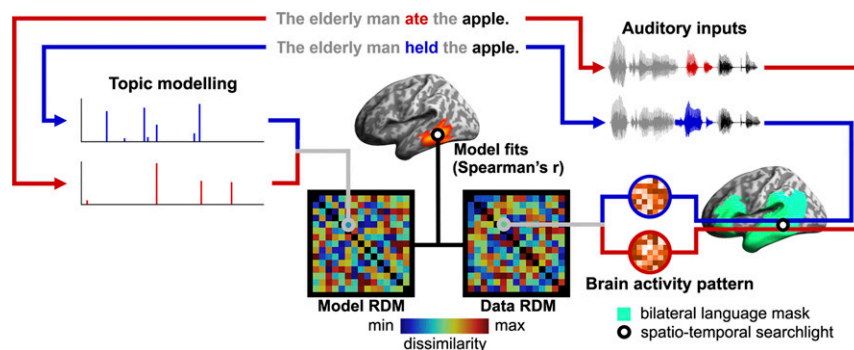 The elderly man ate the apple.
The elderly man held the apple.
Auditory inputs
Topic modelling
Model fits
(Spearman's r)
Model RDM
Data RDM
min
max
dissimilarity
Brain activity pattern
bilateral language mask
spatio-temporal searchlight